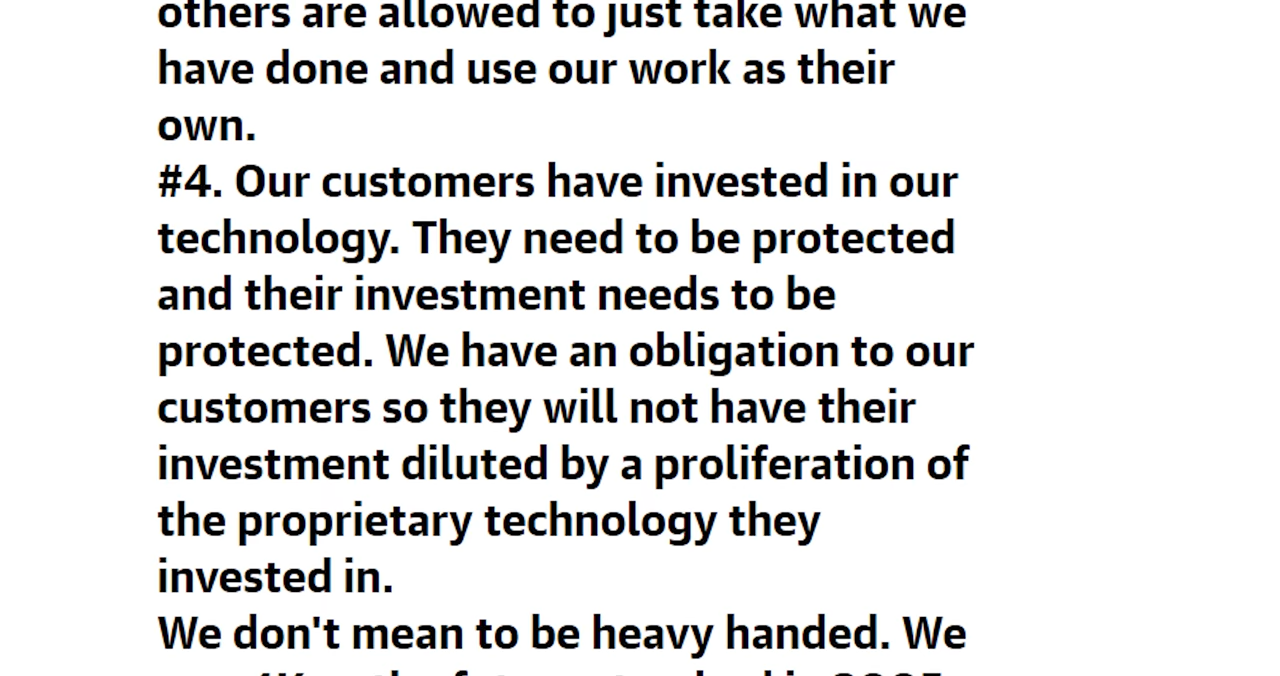 others are allowed to just take what we
have done and use our work as their
own.
#4. Our customers have invested in our
technology. They need to be protected
and their investment needs to be
protected. We have an obligation to our
customers so they will not have their
investment diluted by a proliferation of
the proprietary technology they
invested in.
We don't mean to be heavy handed. We